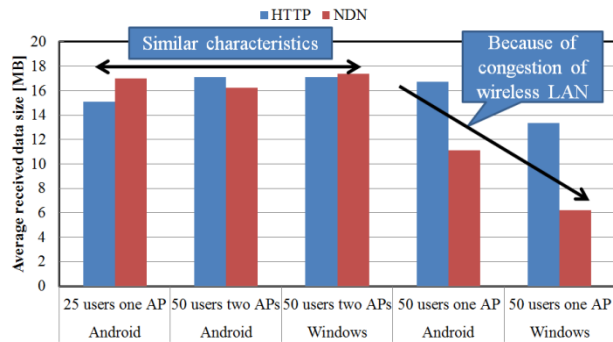 HTTP NDN
Average received data size [MB]
20
18
16
14
12
10
8
6
4
2
0
Similar characteristics
Because of
congestion of
wireless LAN
25 users one AP
Android
50 users two APs
Android
50 users two APs
Windows
50 users one AP
Android
50 users one AP
Windows